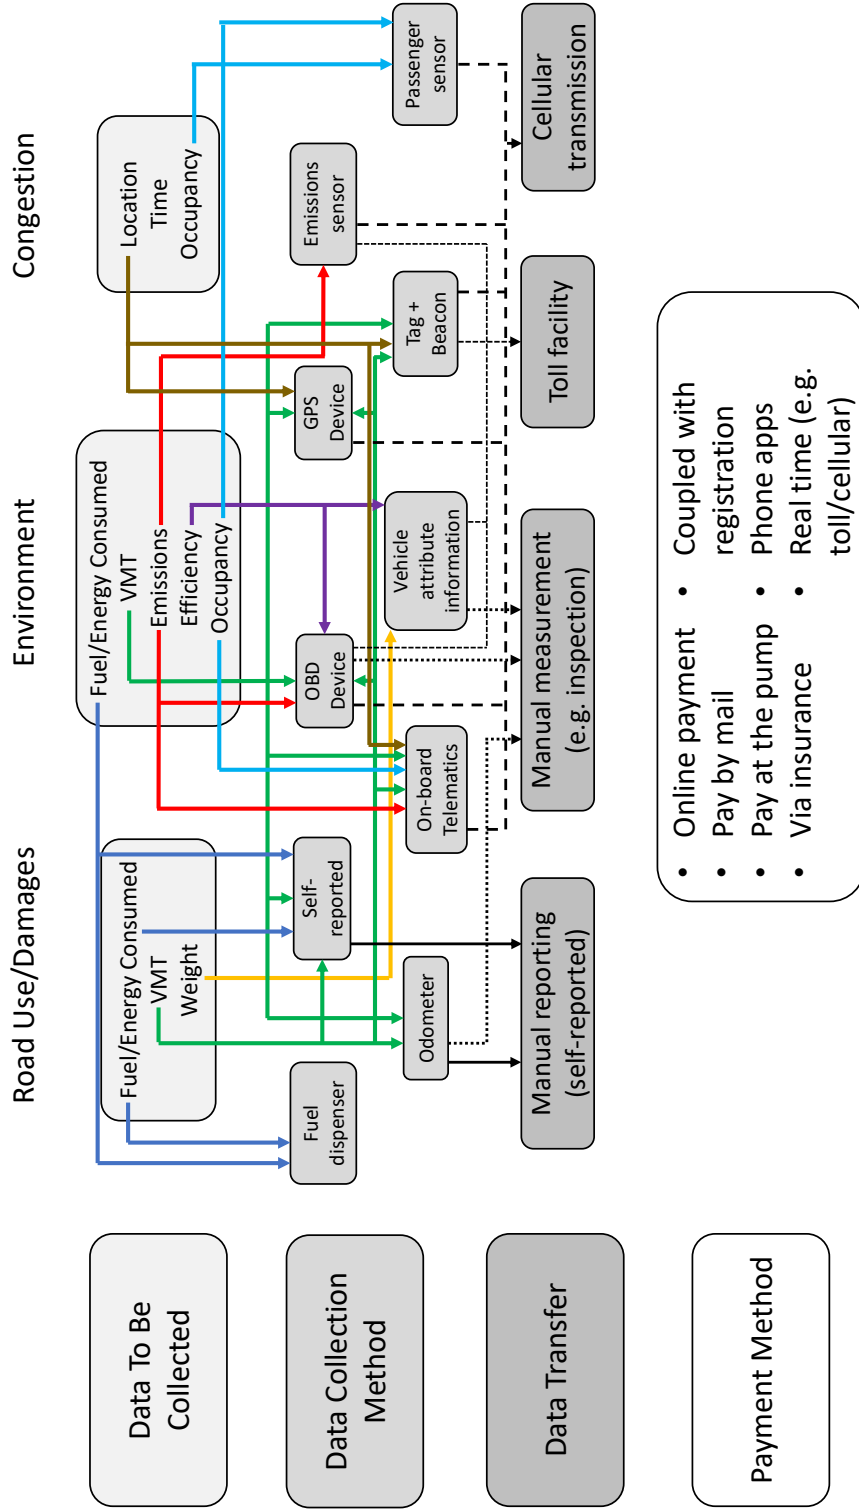 Road Use/Damages
Environment
Congestion
Data To Be
Collected
Fuel/Energy Consumed
VMT
Weight
Fuel/Energy Consumed
VMT
Emissions
Efficiency
Occupancy
Location
Time
Occupancy
Data Collection
Method
Fuel
dispenser
Self-
reported
OBD
Device
GPS
Device
Emissions
sensor
Odometer
On-board
Telematics
Vehicle
attribute
information
Tag +
Beacon
Passenger
sensor
Data Transfer
Manual reporting
(self-reported)
Manual measurement
(e.g. inspection)
Toll facility
Cellular
transmission
Payment Method
• Online payment
• Pay by mail
• Pay at the pump
• Via insurance
• Coupled with
registration
• Phone apps
• Real time (e.g.
toll/cellular)